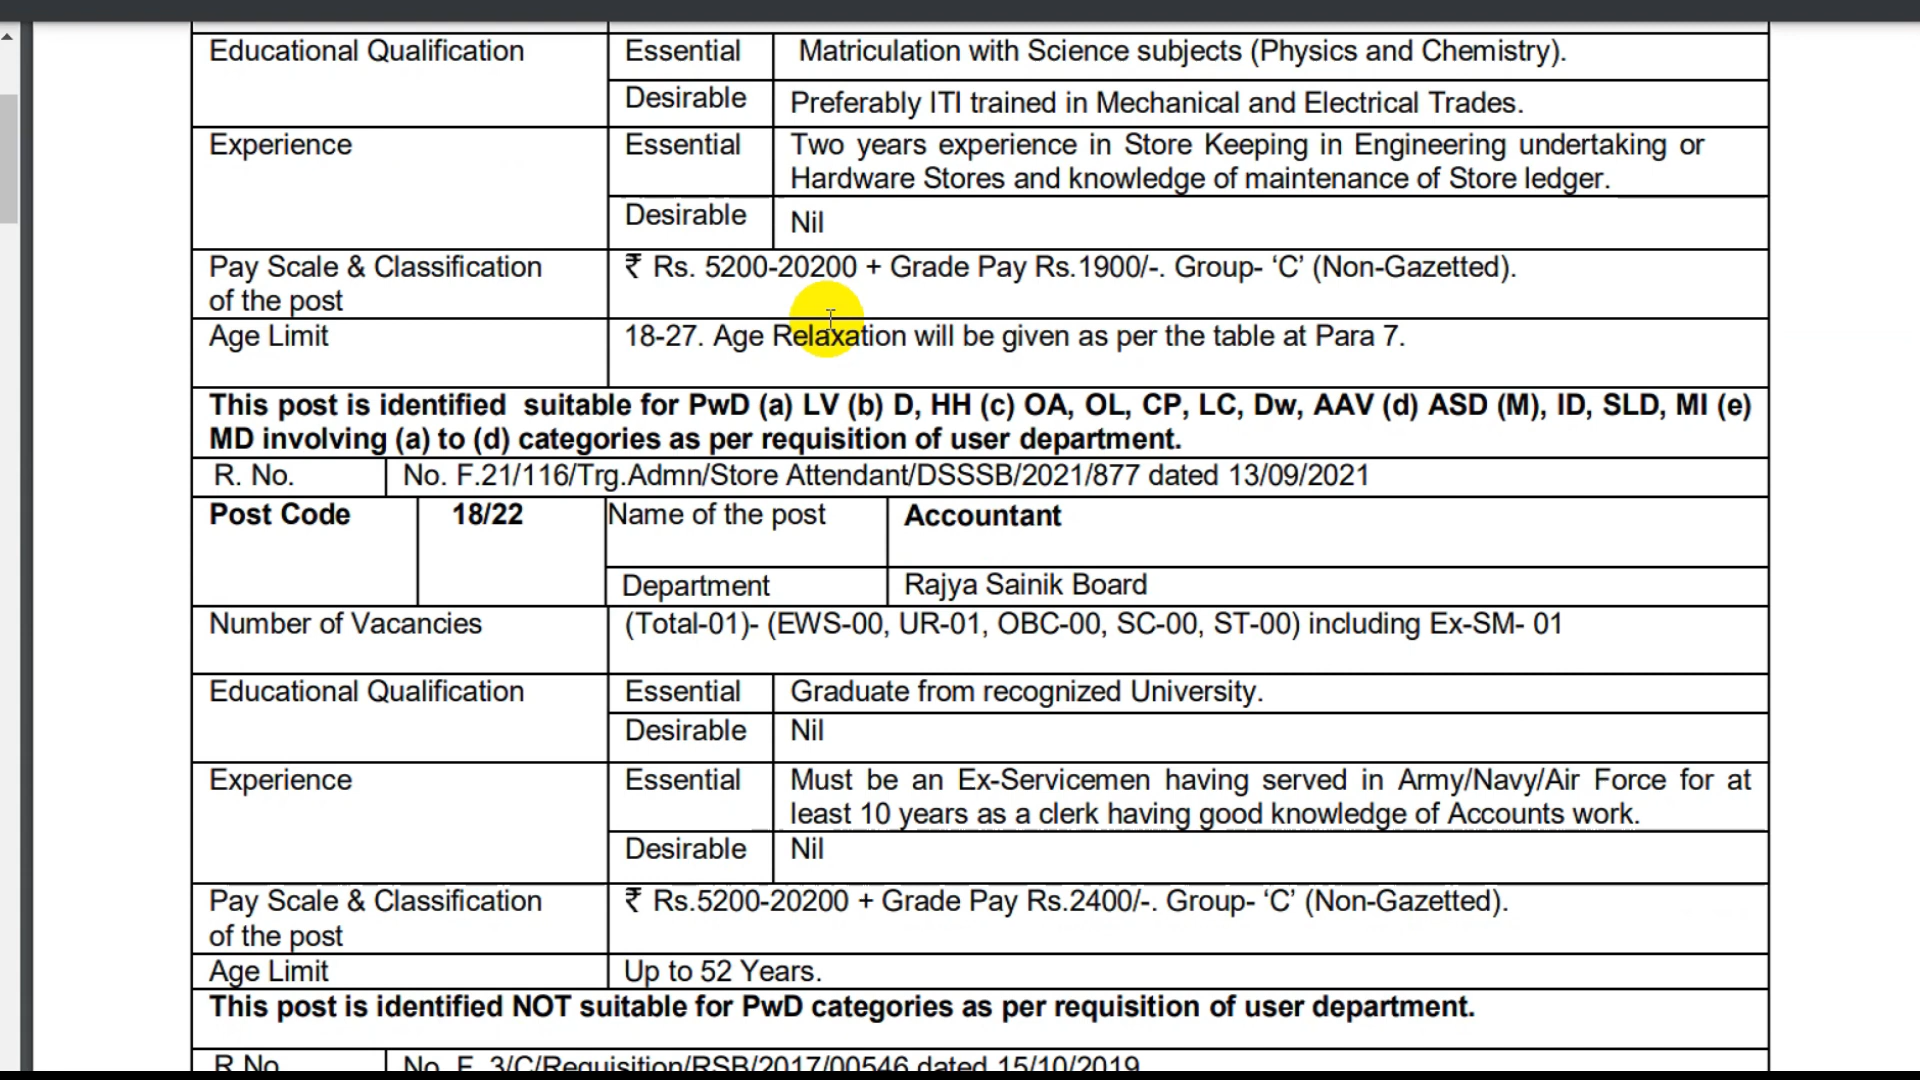 Educational Qualification Essential Matriculation with Science subjects (Physics and Chemistry).
Desirable Preferably ITI trained in Mechanical and Electrical Trades.
Experience Essential Two years experience in Store Keeping in Engineering undertaking or
Hardware Stores and knowledge of maintenance of Store ledger.
Desirable Nil
Pay Scale & Classification ₹ Rs. 5200-20200 + Grade Pay Rs.1900/-. Group- ‘C’ (Non-Gazetted).
of the post
Age Limit 18-27. Age Relaxation will be given as per the table at Para 7.
This post is identified suitable for PwD (a) LV (b) D, HH (c) OA, OL, CP, LC, Dw, AAV (d) ASD (M), ID, SLD, MI (e)
MD involving (a) to (d) categories as per requisition of user department.
R. No. No. F.21/116/Trg.Admn/Store Attendant/DSSSB/2021/877 dated 13/09/2021
Post Code 18/22 Name of the post Accountant
Department Rajya Sainik Board
Number of Vacancies (Total-01)- (EWS-00, UR-01, OBC-00, SC-00, ST-00) including Ex-SM- 01
Educational Qualification Essential Graduate from recognized University.
Desirable Nil
Experience Essential Must be an Ex-Servicemen having served in Army/Navy/Air Force for at
least 10 years as a clerk having good knowledge of Accounts work.
Desirable Nil
Pay Scale & Classification ₹ Rs.5200-20200 + Grade Pay Rs.2400/-. Group- ‘C’ (Non-Gazetted).
of the post
Age Limit Up to 52 Years.
This post is identified NOT suitable for PwD categories as per requisition of user department.
R.No. No. F. 3/C/Requisition/RSB/2017/00546 dated 15/10/2019